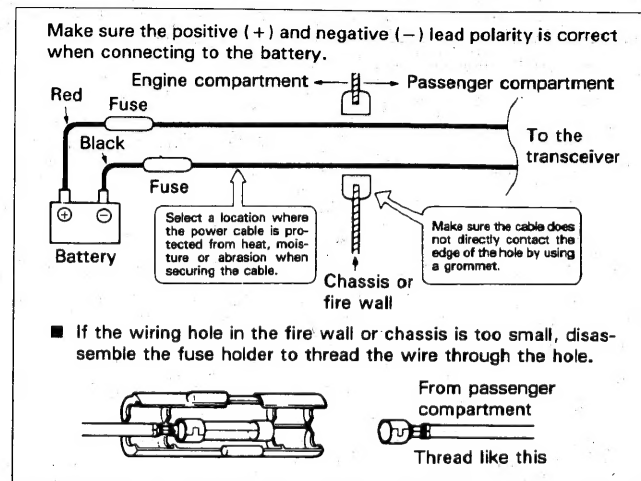 Make sure the positive (+) and negative (−) lead polarity is correct
when connecting to the battery.
Engine compartment
Passenger compartment
Red
Fuse
Black
To the
transceiver
Fuse
⊕
⊖
Battery
Select a location where
the power cable is pro-
tected from heat, mois-
ture or abrasion when
securing the cable.
Make sure the cable does
not directly contact the
edge of the hole by using
a grommet.
Chassis or
fire wall
■ If the wiring hole in the fire wall or chassis is too small, disas-
semble the fuse holder to thread the wire through the hole.
From passenger
compartment
Thread like this